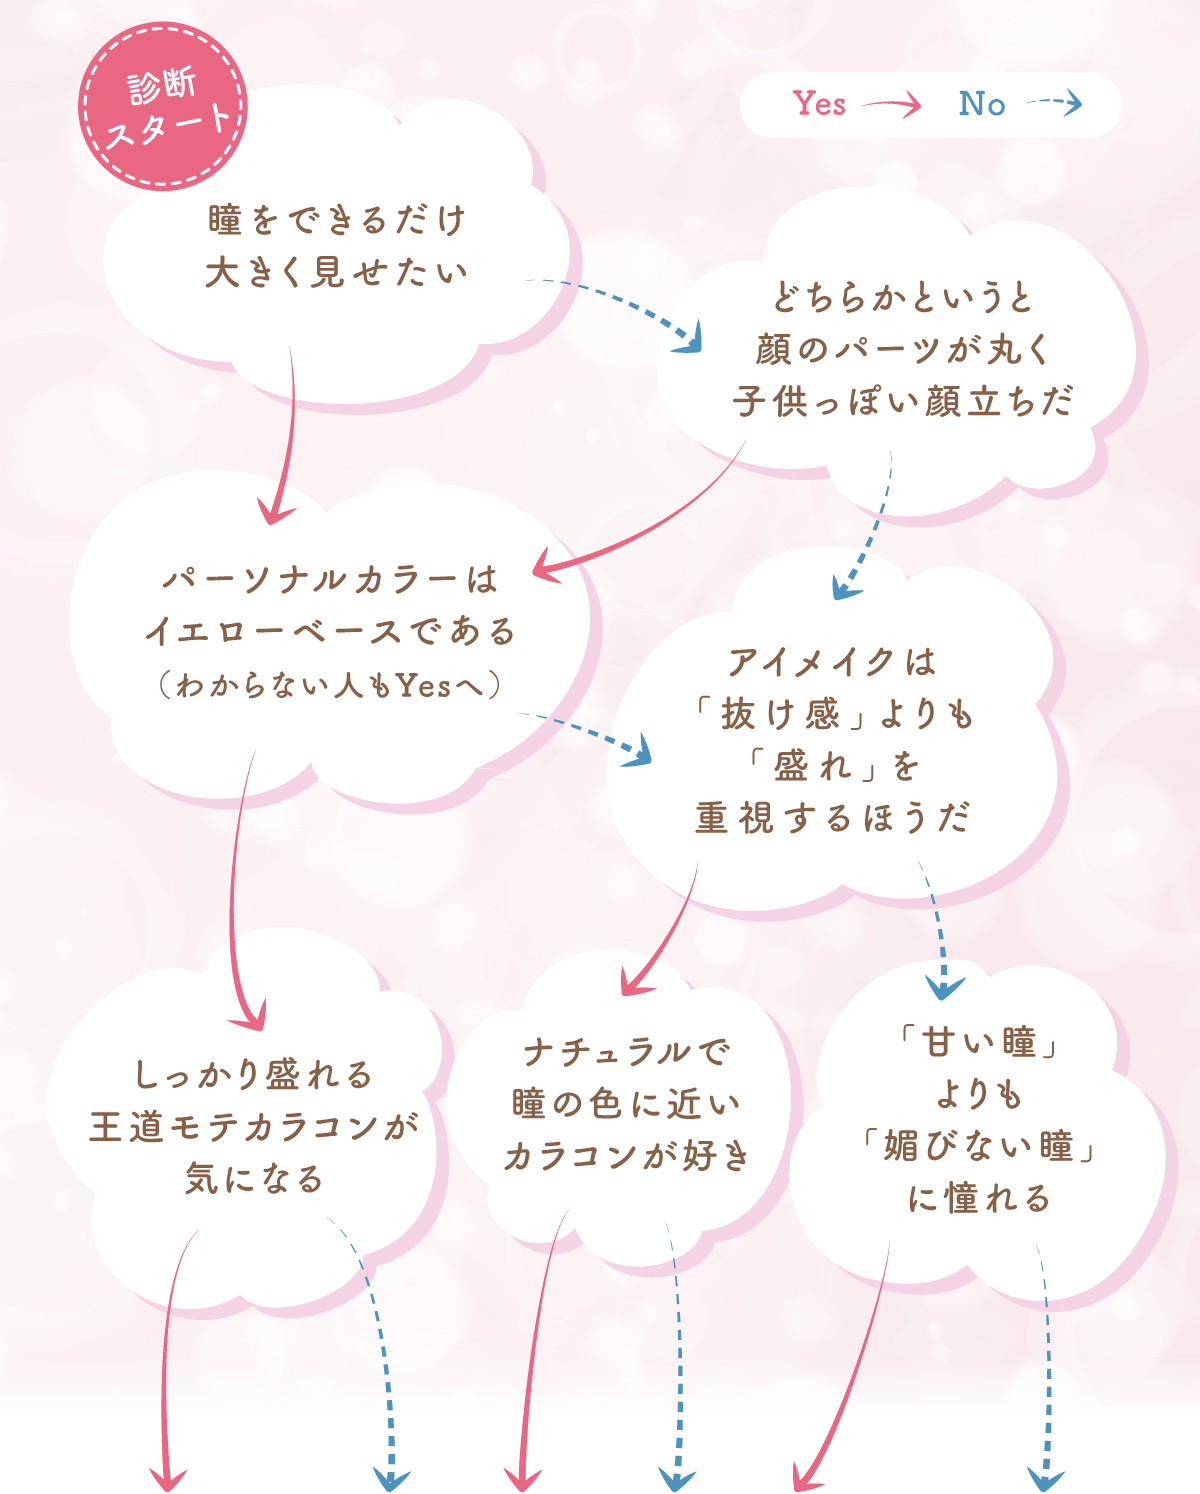 診断
スタート
Yes
No
瞳をできるだけ
大きく見せたい
どちらかというと
顔のパーツが丸く
子供っぽい顔立ちだ
パーソナルカラーは
イエローベースである
（わからない人もYesへ）
アイメイクは
「抜け感」よりも
「盛れ」を
重視するほうだ
しっかり盛れる
王道モテカラコンが
気になる
ナチュラルで
瞳の色に近い
カラコンが好き
「甘い瞳」
よりも
「媚びない瞳」
に憧れる